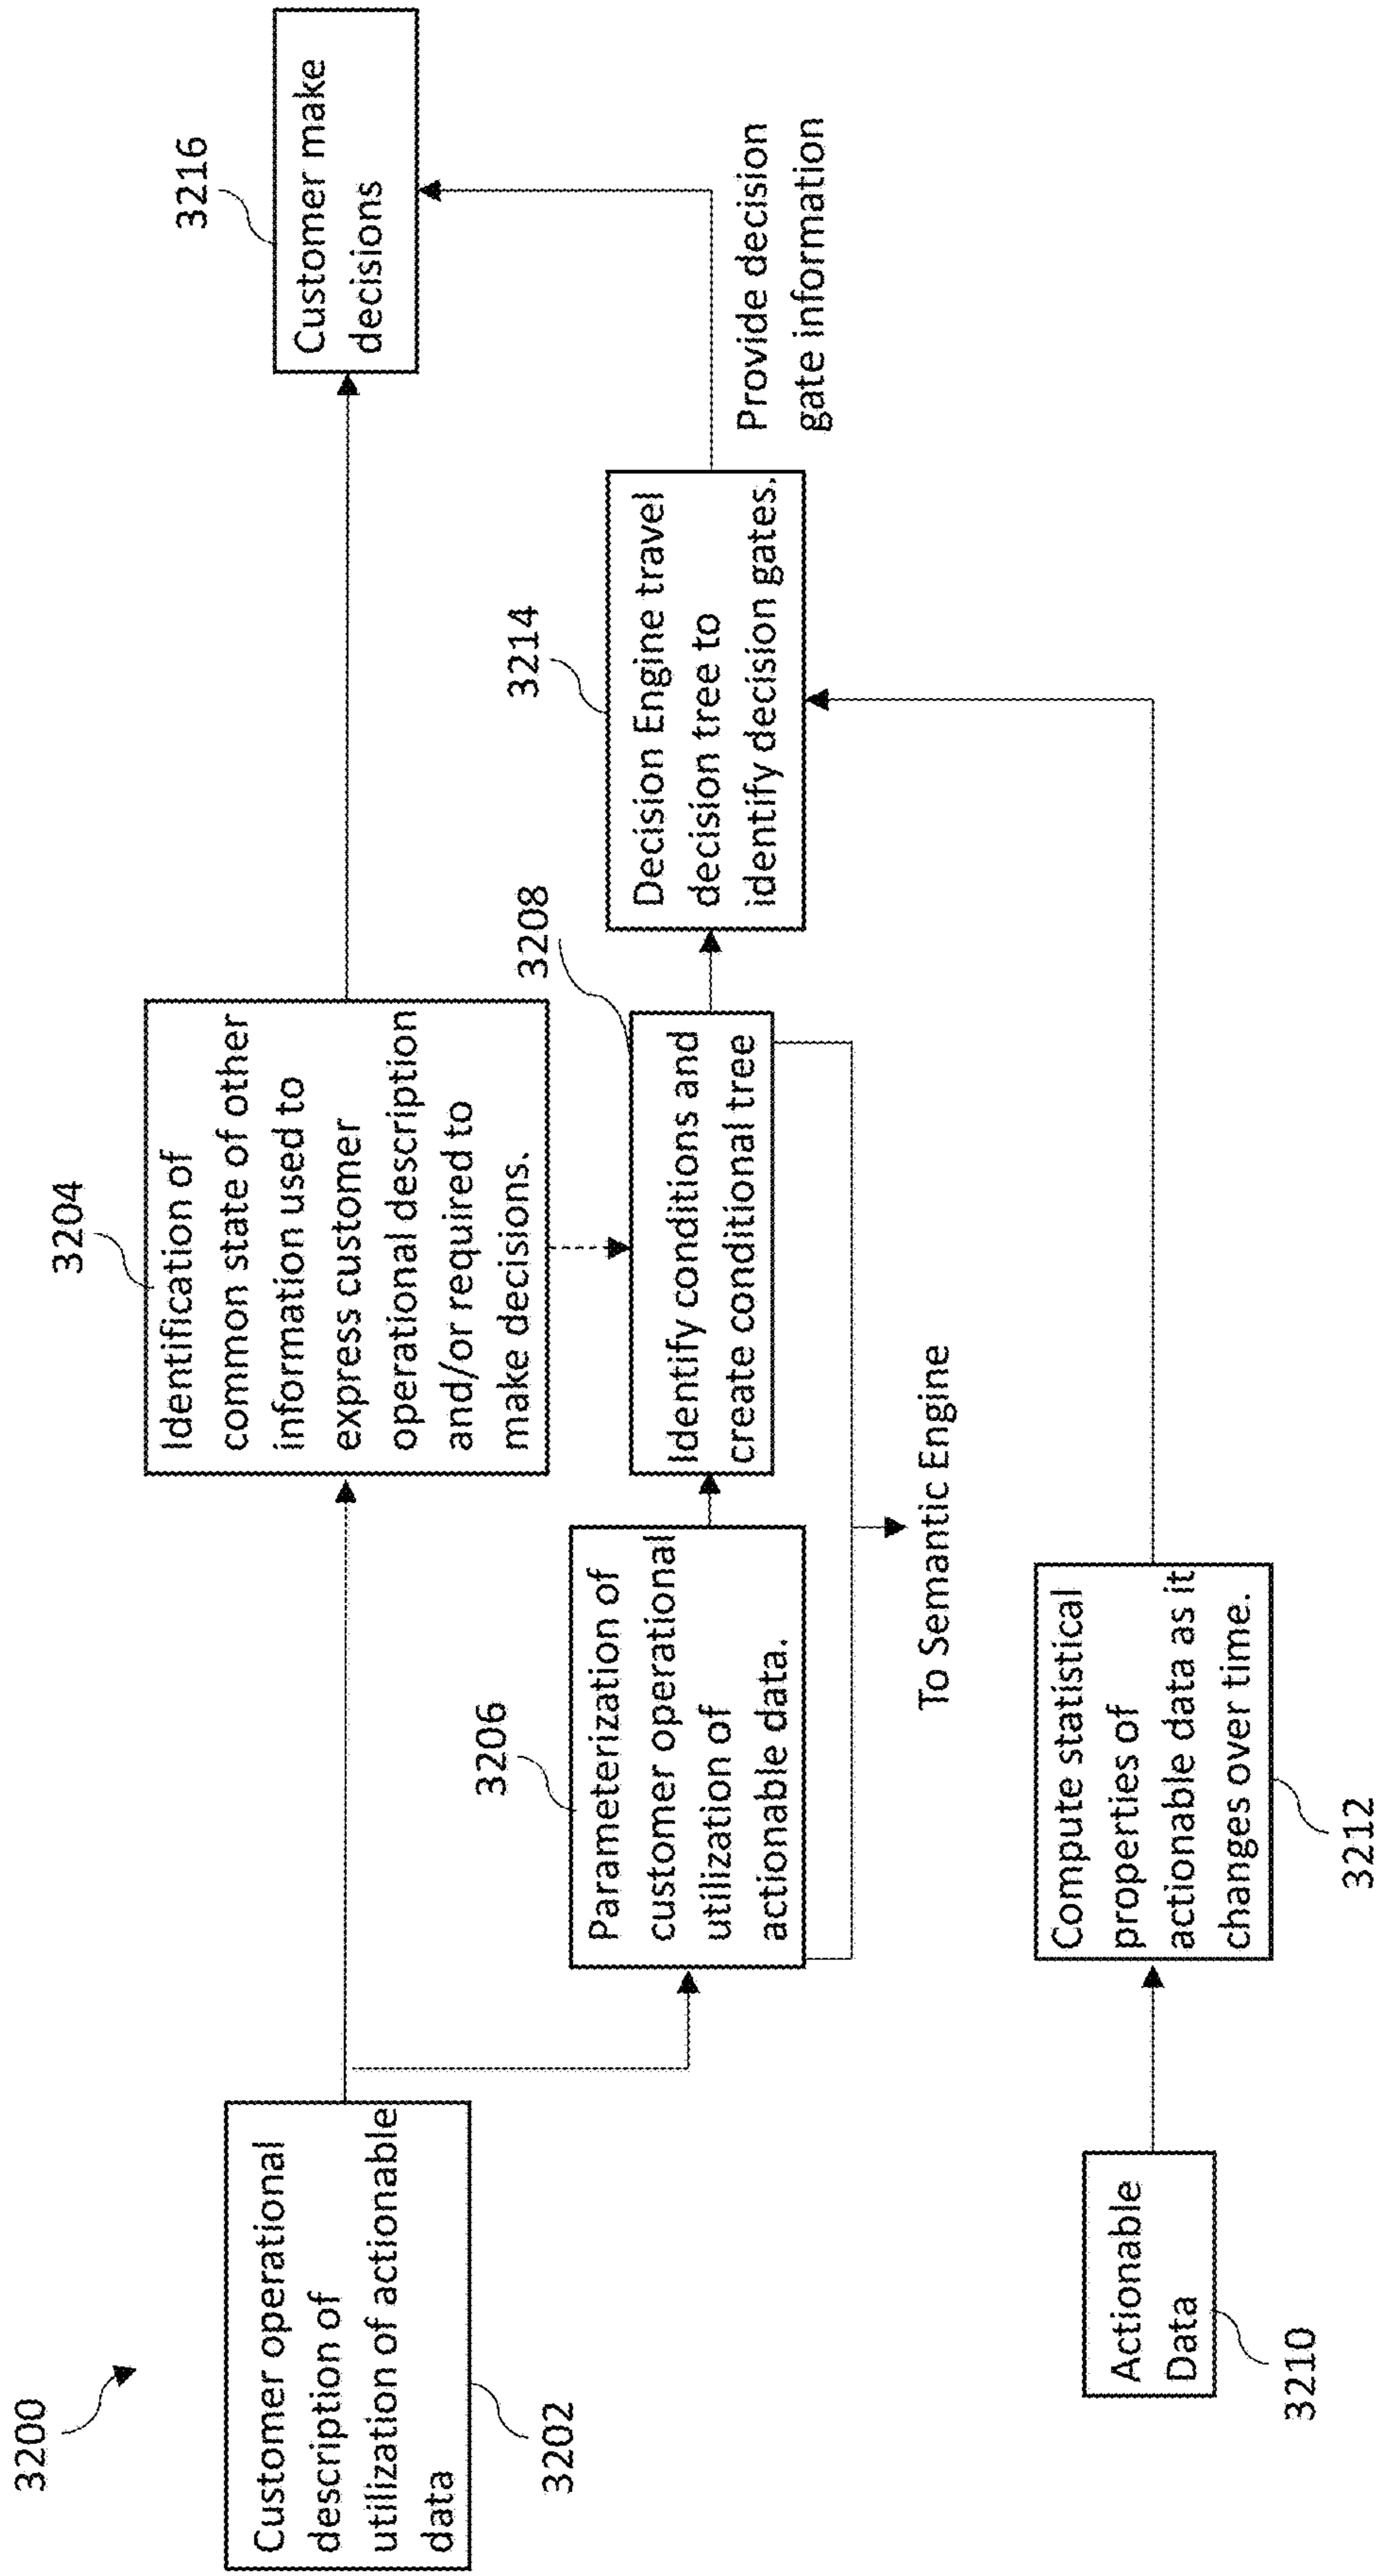 3200
Customer operational
description of
utilization of actionable
data
3202
3204
Identification of
common state of other
information used to
express customer
operational description
and/or required to
make decisions.
3216
Customer make
decisions
3206
Parameterization of
customer operational
utilization of
actionable data.
3208
Identify conditions and
create conditional tree
3214
Decision Engine travel
decision tree to
identify decision gates.
Provide decision
gate information
To Semantic Engine
Actionable
Data
3210
Compute statistical
properties of
actionable data as it
changes over time.
3212